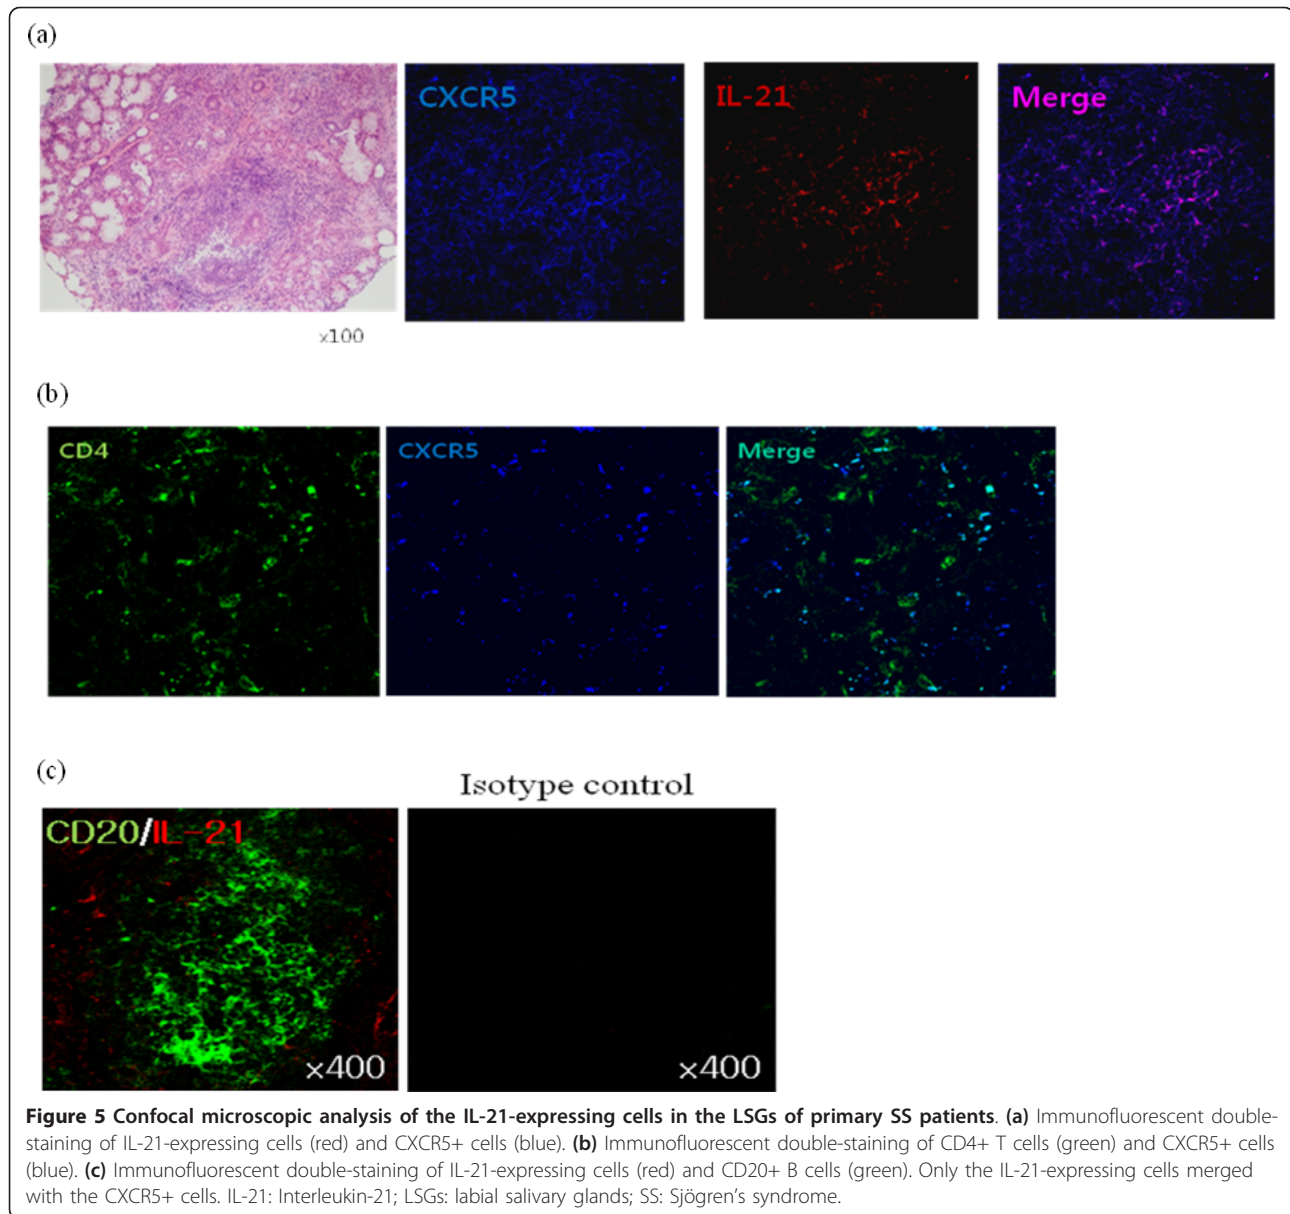 (a)
CXCR5
IL-21
Merge
x100
(b)
CD4
CXCR5
Merge
(c)
Isotype control
CD20/IL-21
×400
×400
Figure 5 Confocal microscopic analysis of the IL-21-expressing cells in the LSGs of primary SS patients. (a) Immunofluorescent double-
staining of IL-21-expressing cells (red) and CXCR5+ cells (blue). (b) Immunofluorescent double-staining of CD4+ T cells (green) and CXCR5+ cells
(blue). (c) Immunofluorescent double-staining of IL-21-expressing cells (red) and CD20+ B cells (green). Only the IL-21-expressing cells merged
with the CXCR5+ cells. IL-21: Interleukin-21; LSGs: labial salivary glands; SS: Sjögren's syndrome.